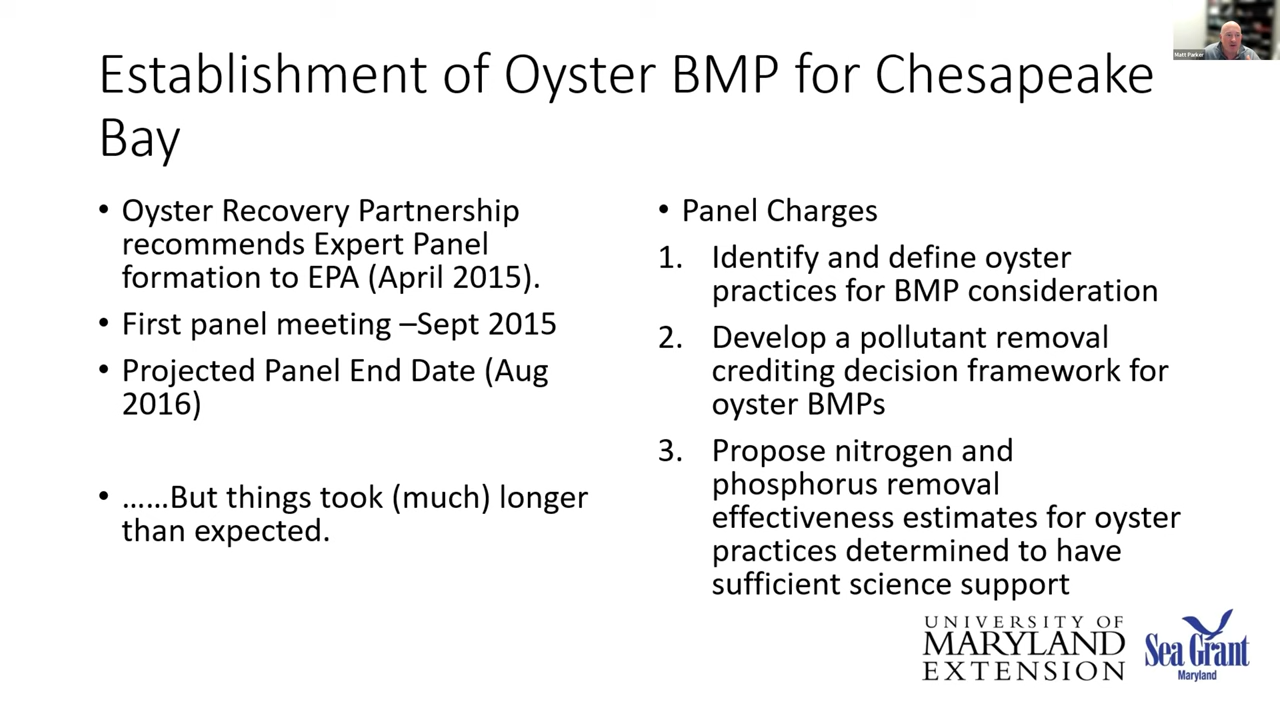 Matt Parker
Establishment of Oyster BMP for Chesapeake
Bay
• Oyster Recovery Partnership
recommends Expert Panel
formation to EPA (April 2015).
• First panel meeting –Sept 2015
• Projected Panel End Date (Aug
2016)
• ……But things took (much) longer
than expected.
• Panel Charges
1. Identify and define oyster
practices for BMP consideration
2. Develop a pollutant removal
crediting decision framework for
oyster BMPs
3. Propose nitrogen and
phosphorus removal
effectiveness estimates for oyster
practices determined to have
sufficient science support
UNIVERSITY OF
MARYLAND
EXTENSION
Sea Grant
Maryland